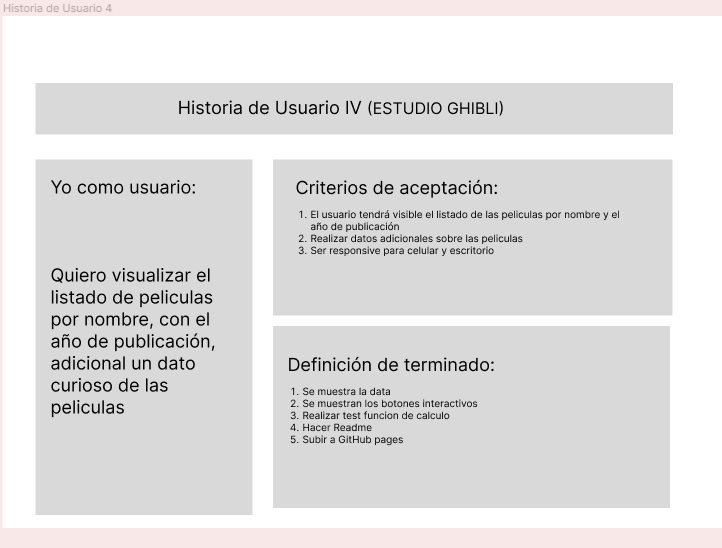 Historia de Usuario 4
Historia de Usuario IV (ESTUDIO GHIBLI)
Yo como usuario:
Quiero visualizar el
listado de peliculas
por nombre, con el
año de publicación,
adicional un dato
curioso de las
peliculas
Criterios de aceptación:
1. El usuario tendrá visible el listado de las peliculas por nombre y el
año de publicación
2. Realizar datos adicionales sobre las peliculas
3. Ser responsive para celular y escritorio
Definición de terminado:
1. Se muestra la data
2. Se muestran los botones interactivos
3. Realizar test funcion de calculo
4. Hacer Readme
5. Subir a GitHub pages